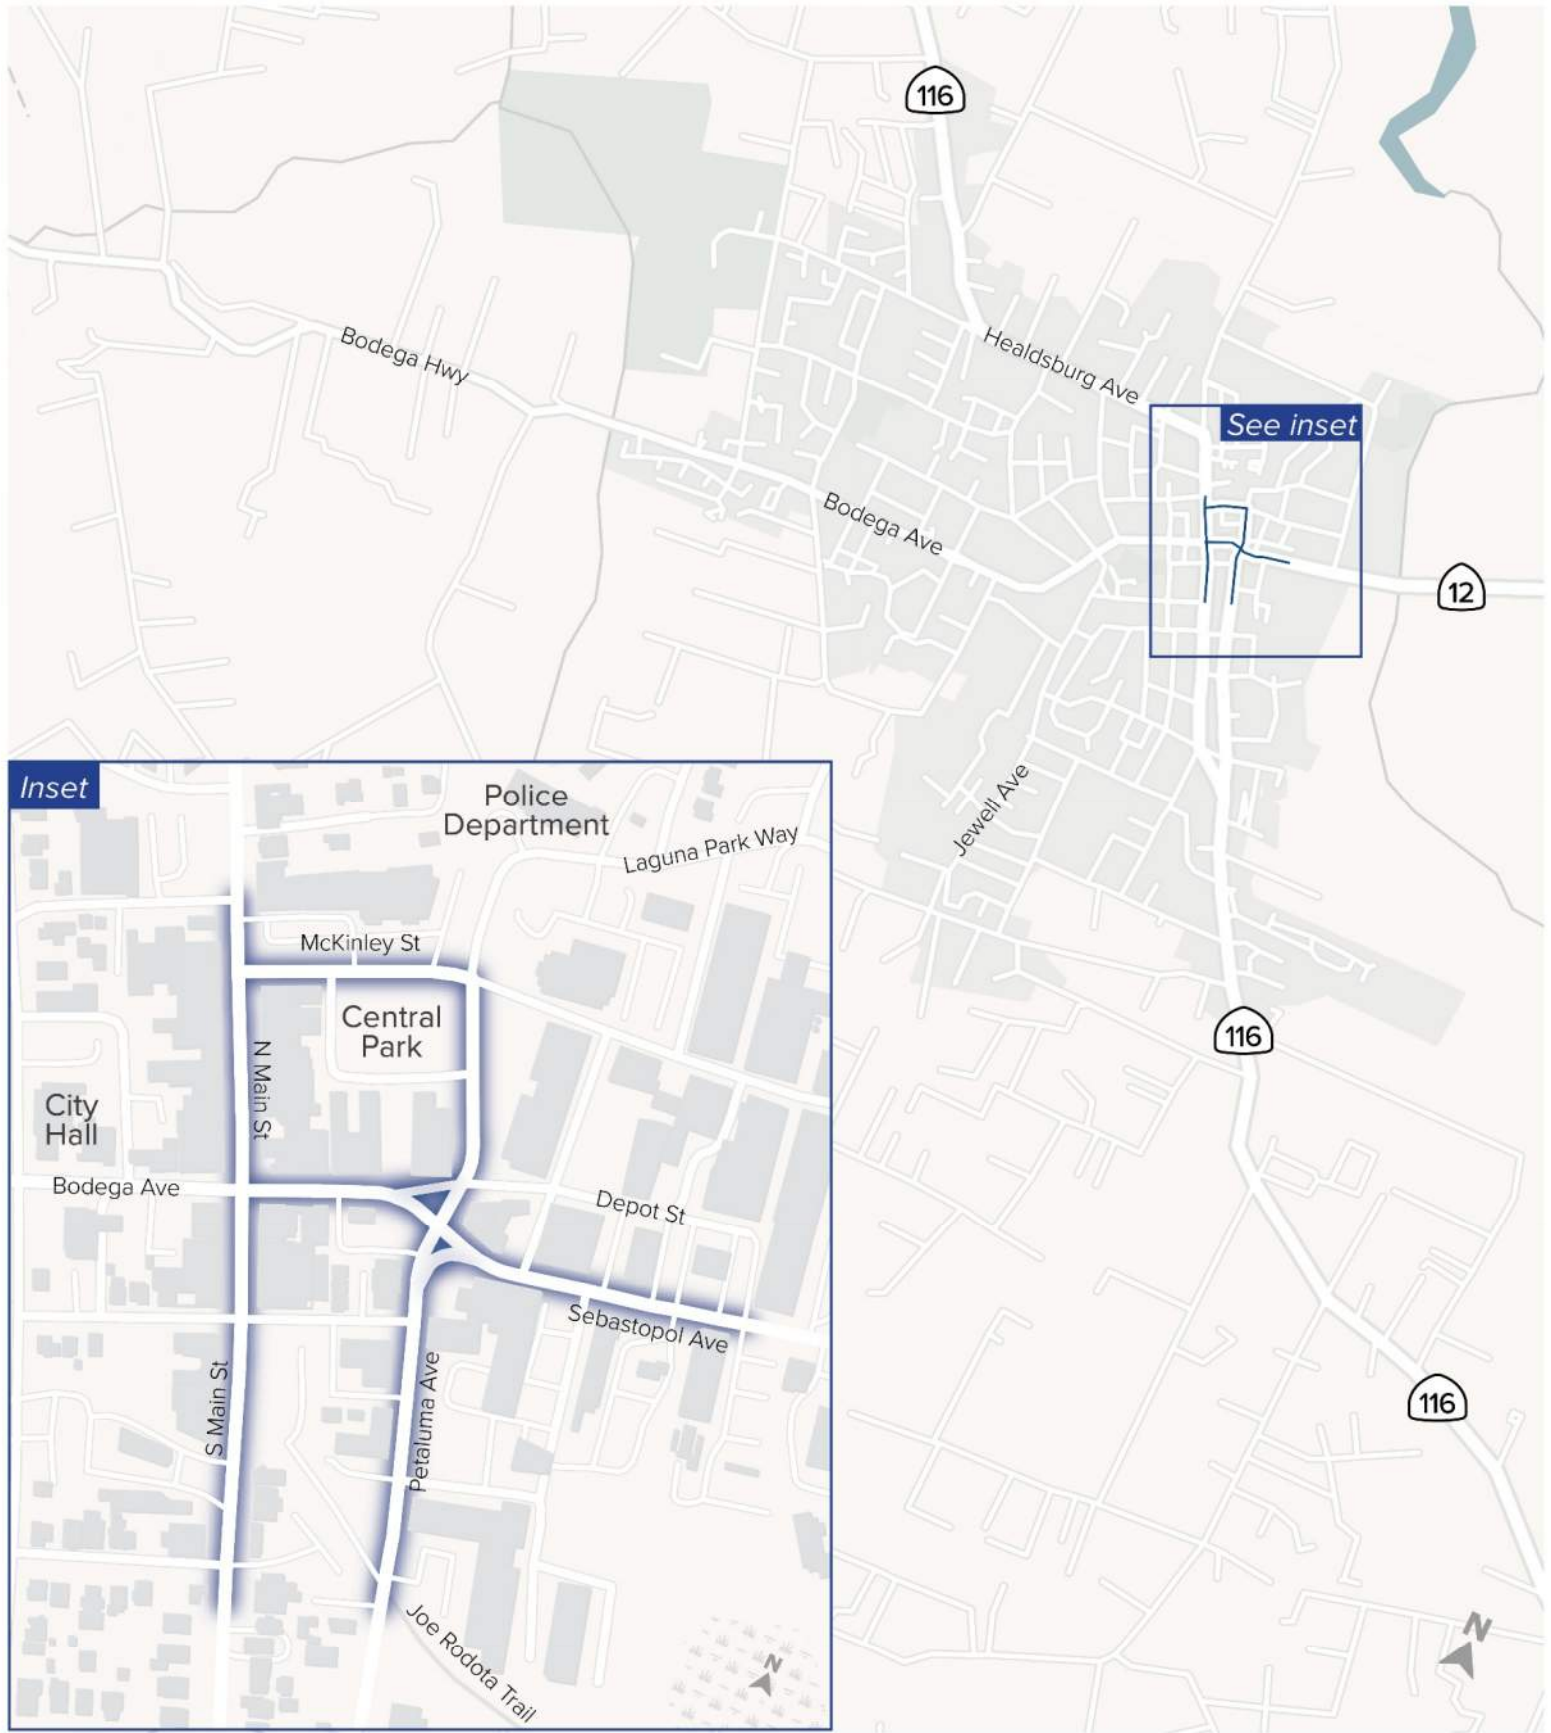 116
Bodega Hwy
Healdsburg Ave
See inset
Bodega Ave
12
Jewell Ave
Inset
Police
Department
Laguna Park Way
McKinley St
Central
Park
N Main St
City
Hall
Bodega Ave
Depot St
Sebastopol Ave
S Main St
Petaluma Ave
Joe Rodota Trail
N
116
116
N